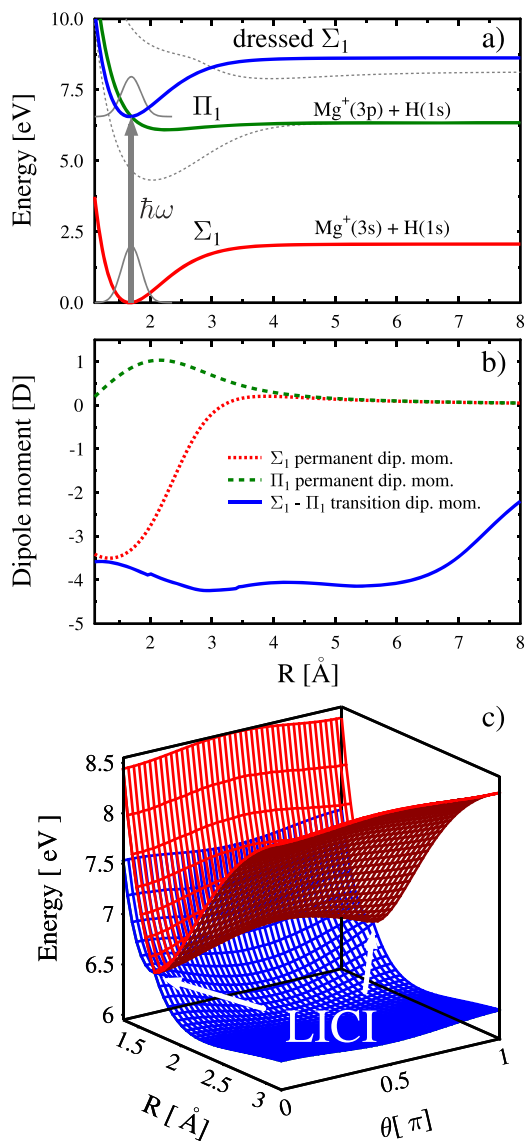 10.0
7.5
5.0
2.5
0.0
Energy [eV]
dressed Σ₁
a)
Π₁
Mg⁺(3p) + H(1s)
ħω
Σ₁
Mg⁺(3s) + H(1s)
2 3 4 5 6 7 8
b)
1
0
-1
-2
-3
-4
-5
Dipole moment [D]
Σ₁ permanent dip. mom.
Π₁ permanent dip. mom.
Σ₁ - Π₁ transition dip. mom.
2 3 4 5 6 7 8
R [Å]
c)
8.5
8
7.5
7
6.5
6
Energy [ eV ]
LICI
1.5
2
2.5
3
R [ Å ]
0
0.5
1
θ[ π]